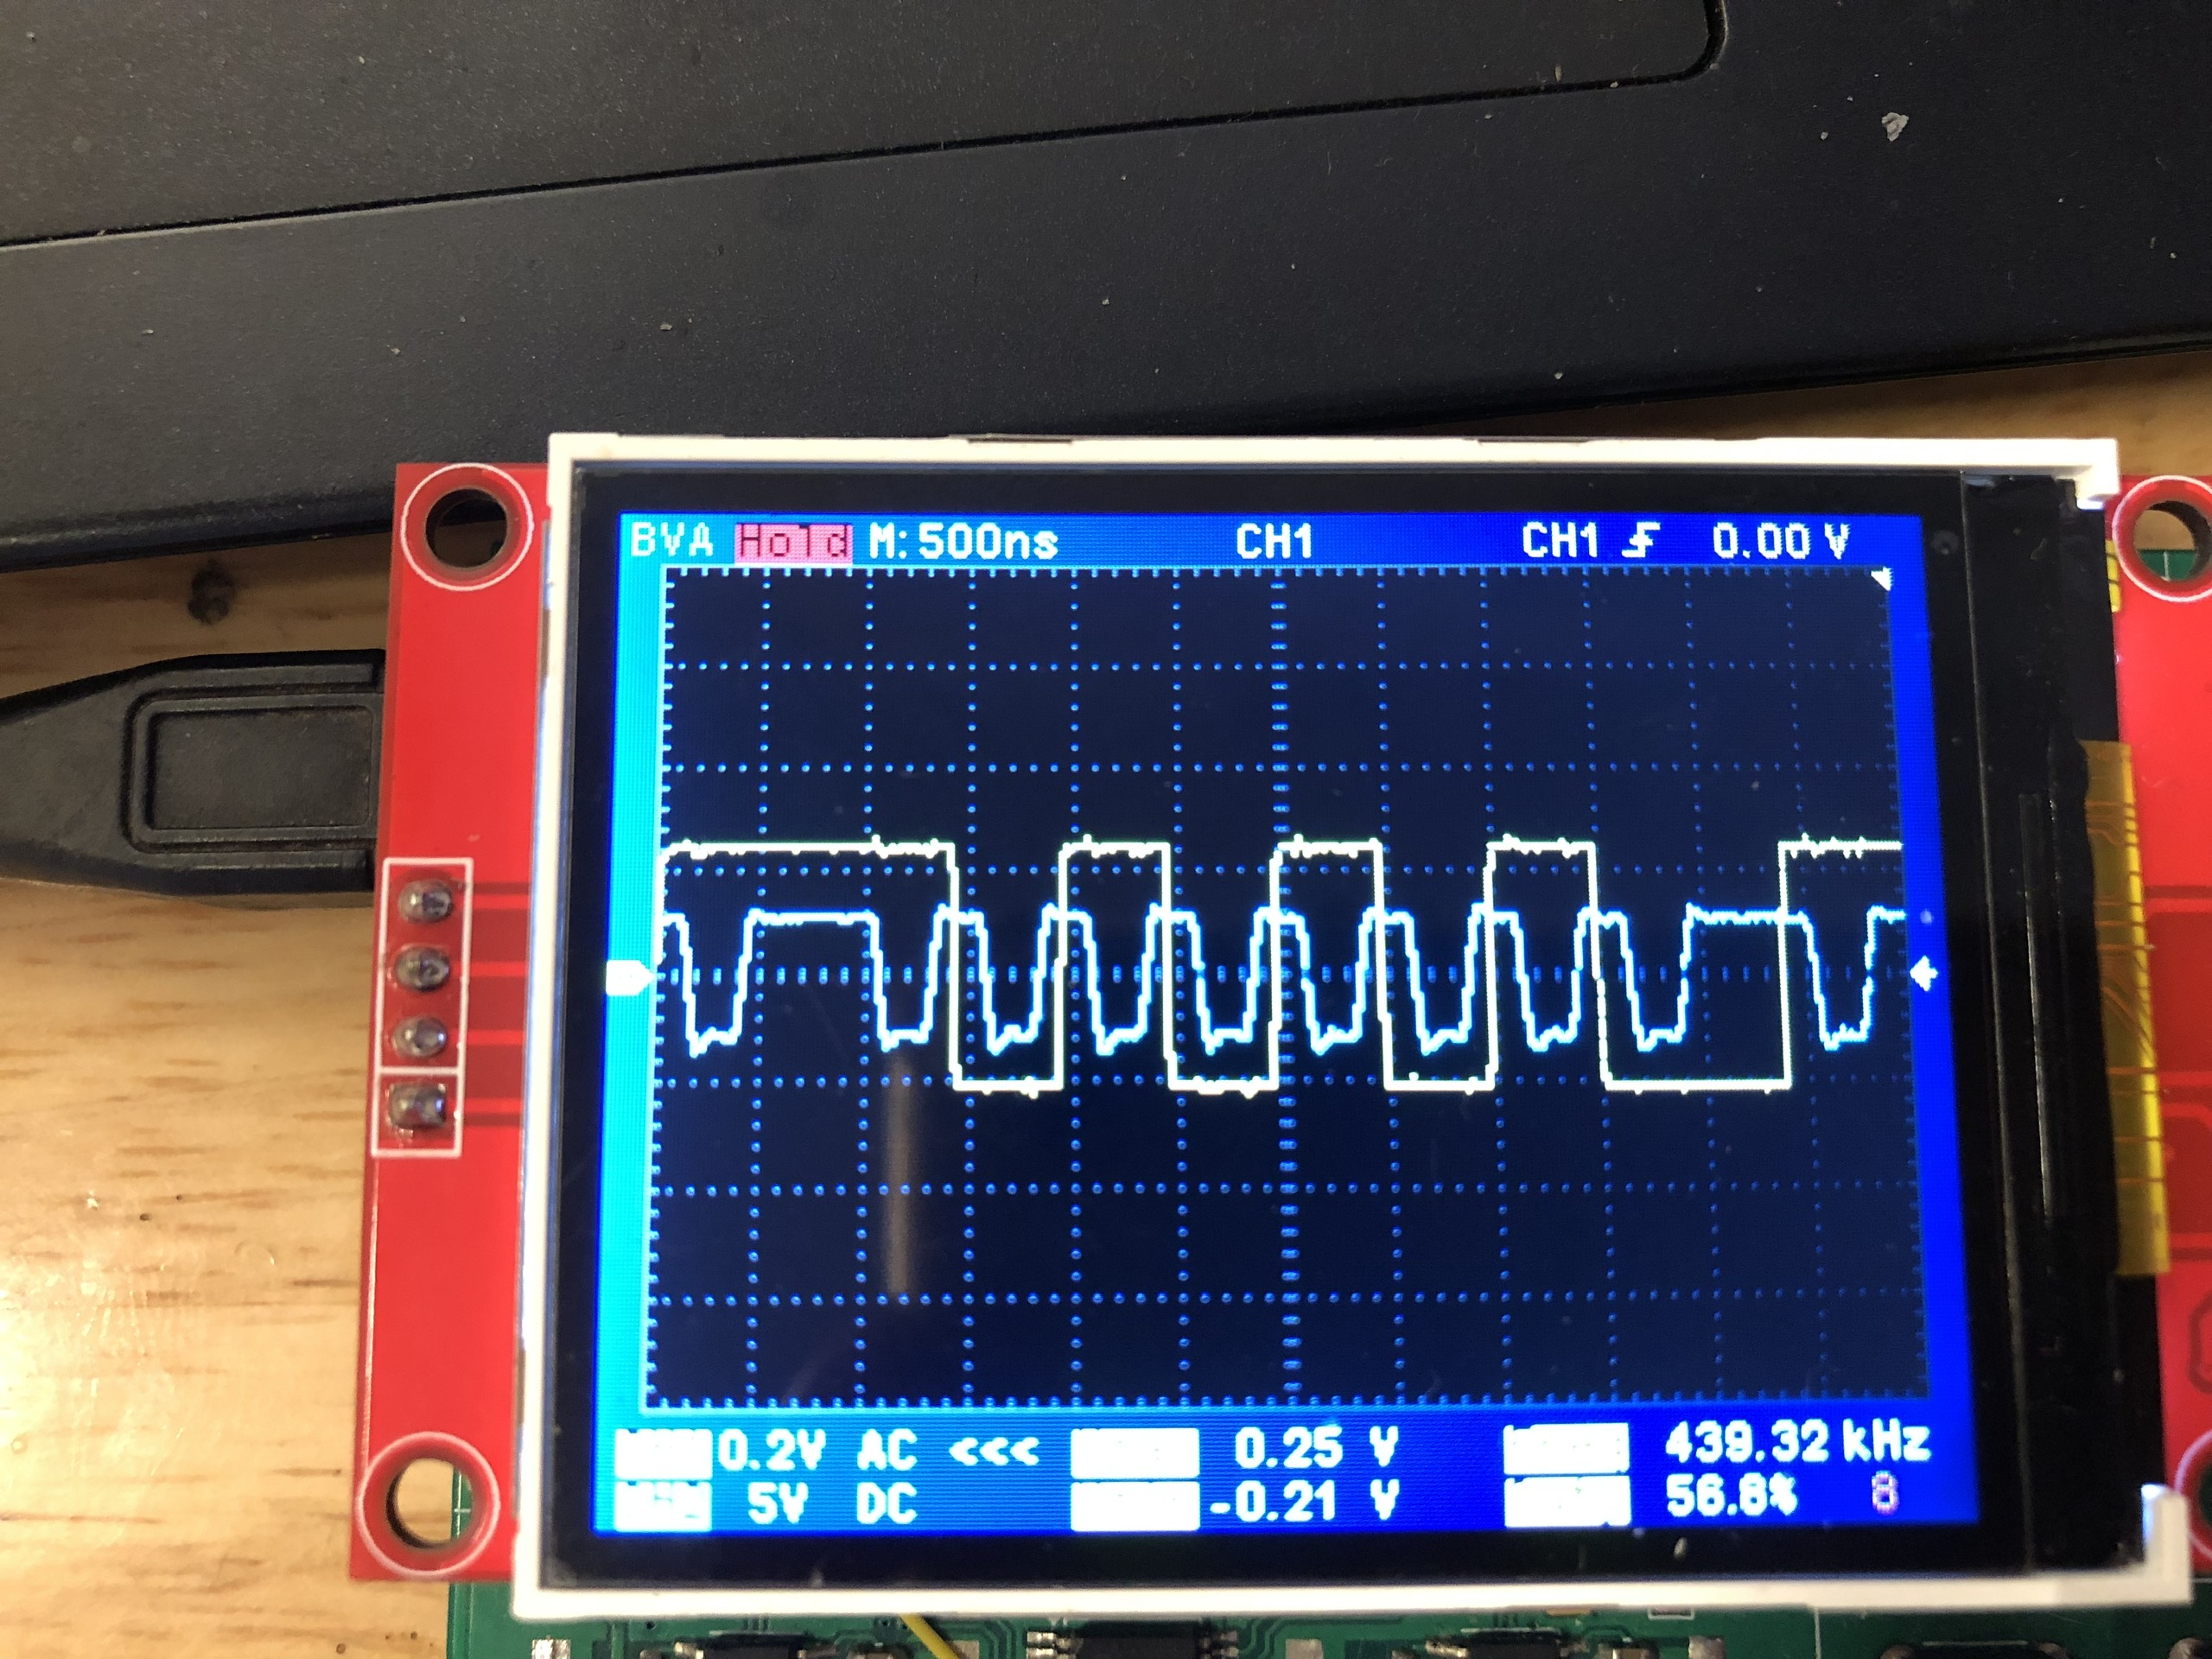 BVA Hold M:500ns CH1 CH1 0.00 V
0.2V AC <<< 0.25 V 439.32 kHz
5V DC -0.21 V 56.8% 8